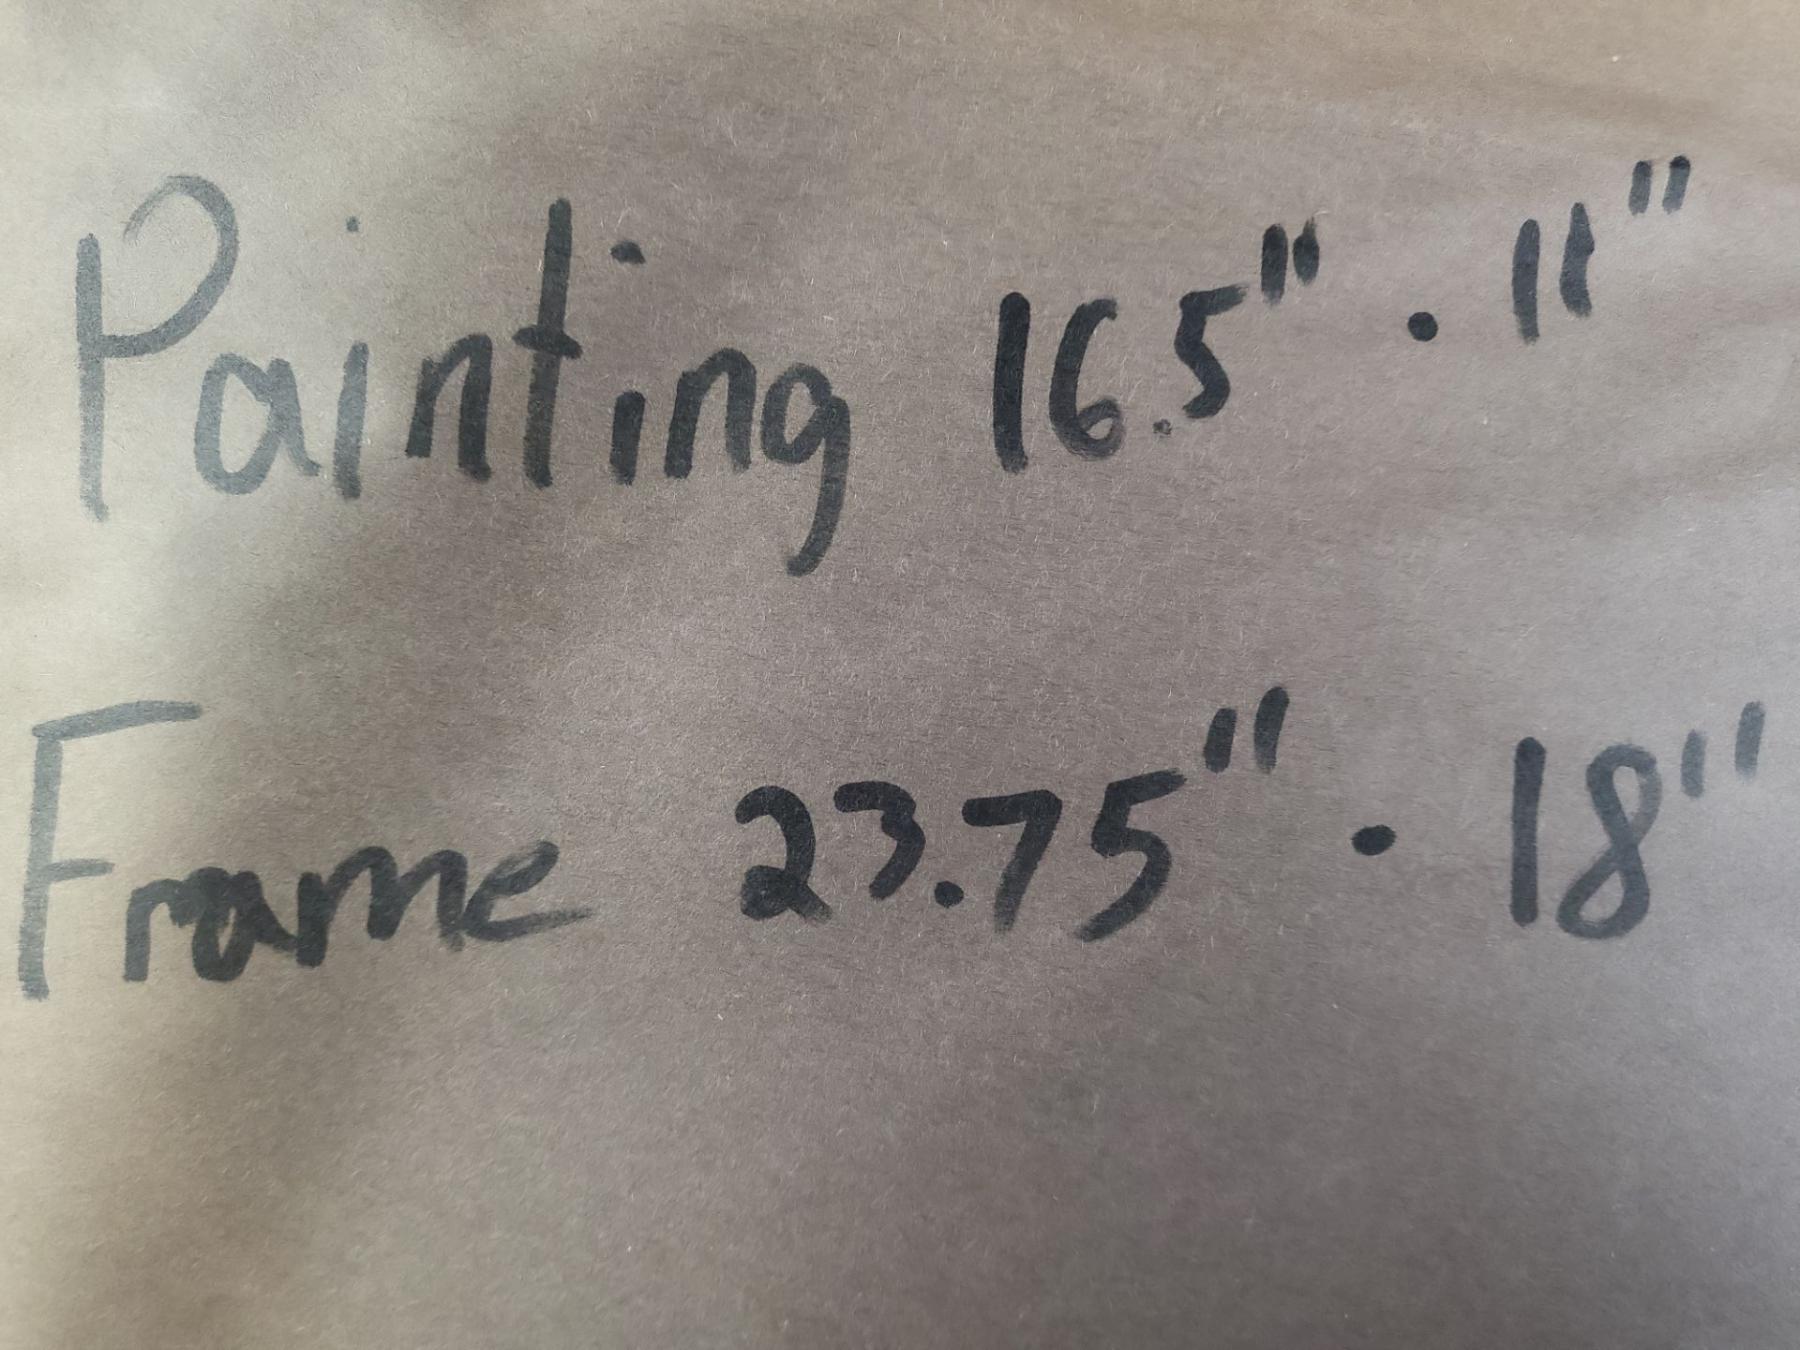 Painting 16.5" · 11"
Frame 23.75" · 18"